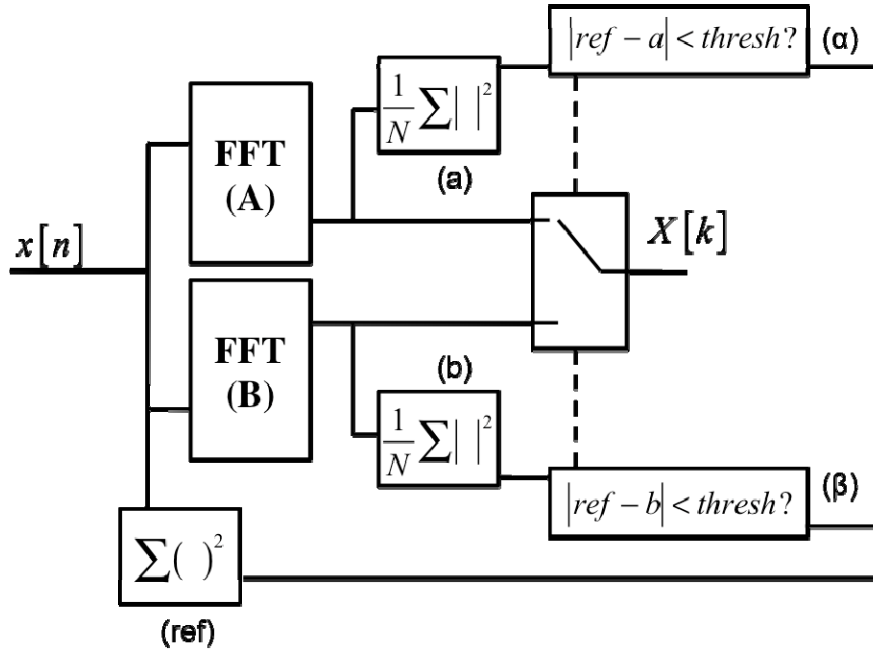 |ref − a| < thresh? (α)
1/N ∑| |²
(a)
FFT
(A)
x[n]
X[k]
FFT
(B)
(b)
1/N ∑| |²
|ref − b| < thresh? (β)
∑( )²
(ref)